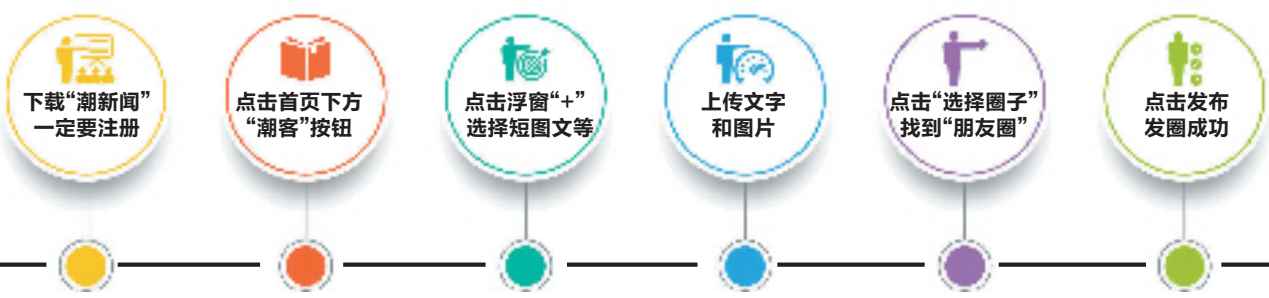 下载“潮新闻”
一定要注册
点击首页下方
“潮客”按钮
点击浮窗“+”
选择短图文等
上传文字
和图片
点击“选择圈子”
找到“朋友圈”
点击发布
发圈成功